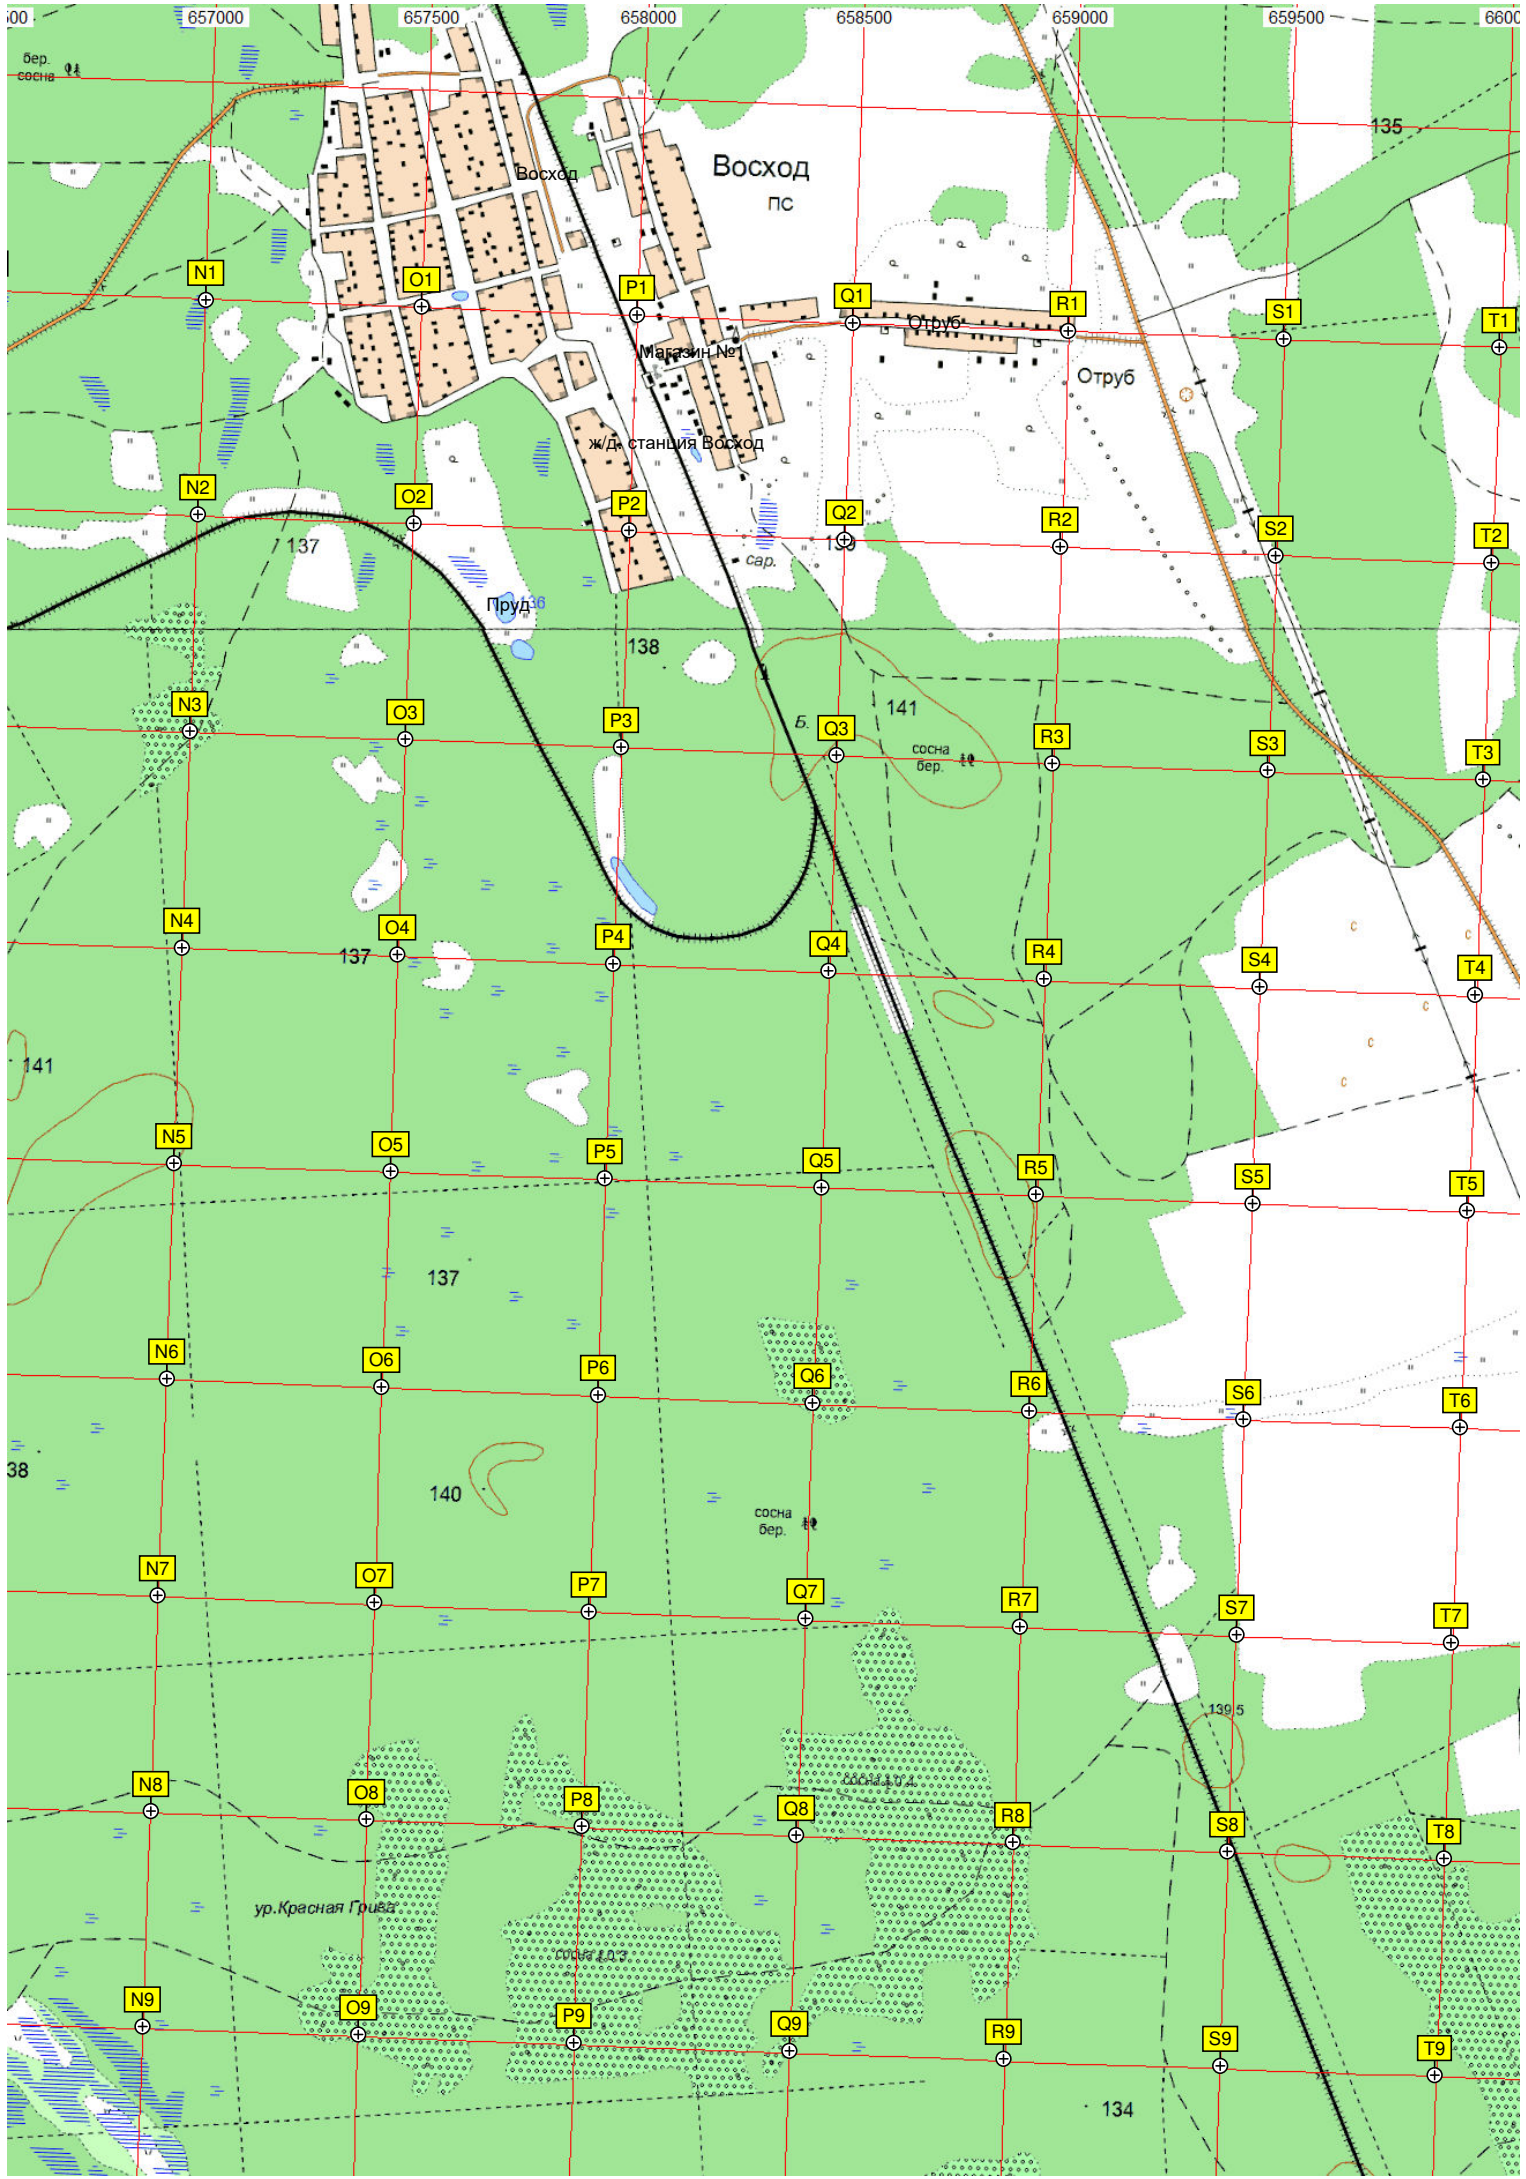 500 657000 657500 658000 658500 659000 659500 6600
бер.
сосна
135
Восход
Восход
ПС
N1 O1 P1 Q1 R1 S1 T1
Отруб
Магазин №1
Отруб
ж/д. станция Восход
N2 O2 P2 Q2 R2 S2 T2
137
139
сар.
Пруд 136
138
N3 O3 P3 Q3 R3 S3 T3
141
Б.
сосна
бер.
N4 O4 P4 Q4 R4 S4 T4
137
с
с
с
с
с
141
N5 O5 P5 Q5 R5 S5 T5
137
N6 O6 P6 Q6 R6 S6 T6
38
140
сосна
бер.
N7 O7 P7 Q7 R7 S7 T7
139.5
N8 O8 P8 Q8 R8 S8 T8
ур.Красная Грива
N9 O9 P9 Q9 R9 S9 T9
134